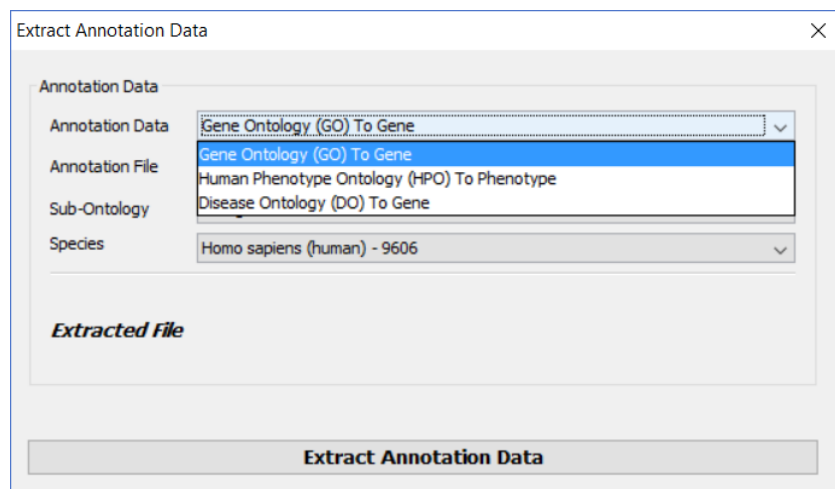 Extract Annotation Data
Annotation Data
Annotation Data Gene Ontology (GO) To Gene
Gene Ontology (GO) To Gene
Annotation File
Human Phenotype Ontology (HPO) To Phenotype
Sub-Ontology Disease Ontology (DO) To Gene
Species Homo sapiens (human) - 9606
Extracted File
Extract Annotation Data